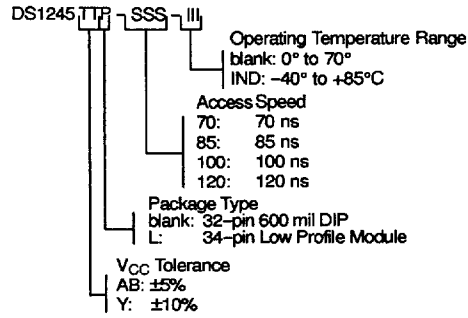 DS1245TTP - SSS - III
Operating Temperature Range
blank: 0° to 70°
IND: –40° to +85°C
Access Speed
70: 70 ns
85: 85 ns
100: 100 ns
120: 120 ns
Package Type
blank: 32–pin 600 mil DIP
L: 34–pin Low Profile Module
VCC Tolerance
AB: ±5%
Y: ±10%